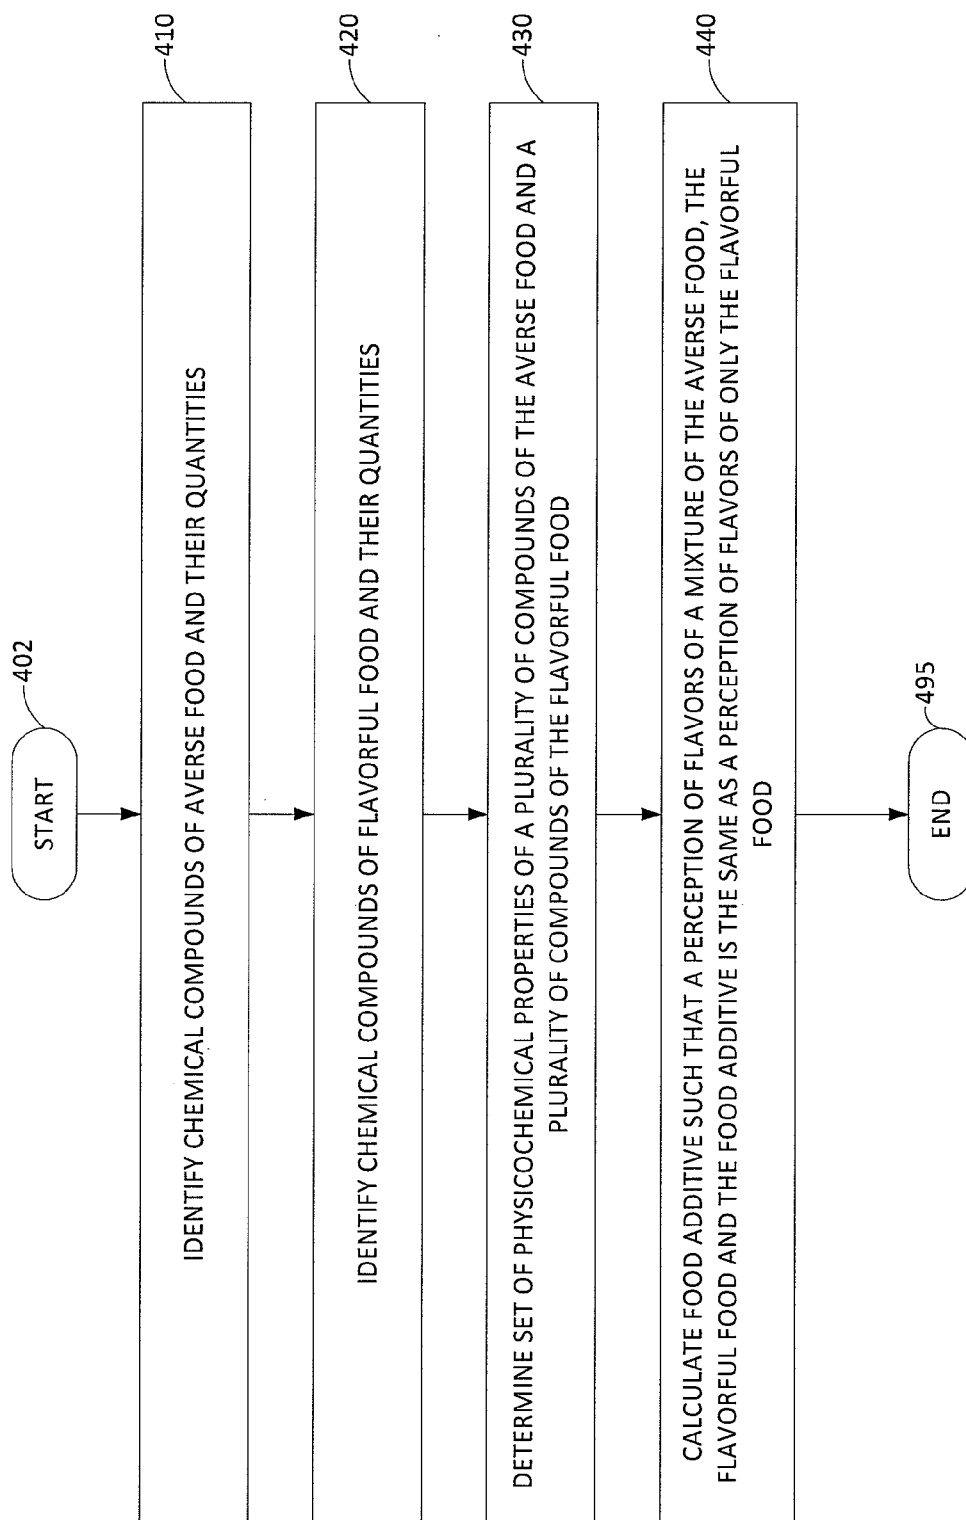 START
402
IDENTIFY CHEMICAL COMPOUNDS OF AVERSE FOOD AND THEIR QUANTITIES
410
IDENTIFY CHEMICAL COMPOUNDS OF FLAVORFUL FOOD AND THEIR QUANTITIES
420
DETERMINE SET OF PHYSICOCHEMICAL PROPERTIES OF A PLURALITY OF COMPOUNDS OF THE AVERSE FOOD AND A
PLURALITY OF COMPOUNDS OF THE FLAVORFUL FOOD
430
CALCULATE FOOD ADDITIVE SUCH THAT A PERCEPTION OF FLAVORS OF A MIXTURE OF THE AVERSE FOOD, THE
FLAVORFUL FOOD AND THE FOOD ADDITIVE IS THE SAME AS A PERCEPTION OF FLAVORS OF ONLY THE FLAVORFUL
FOOD
440
END
495